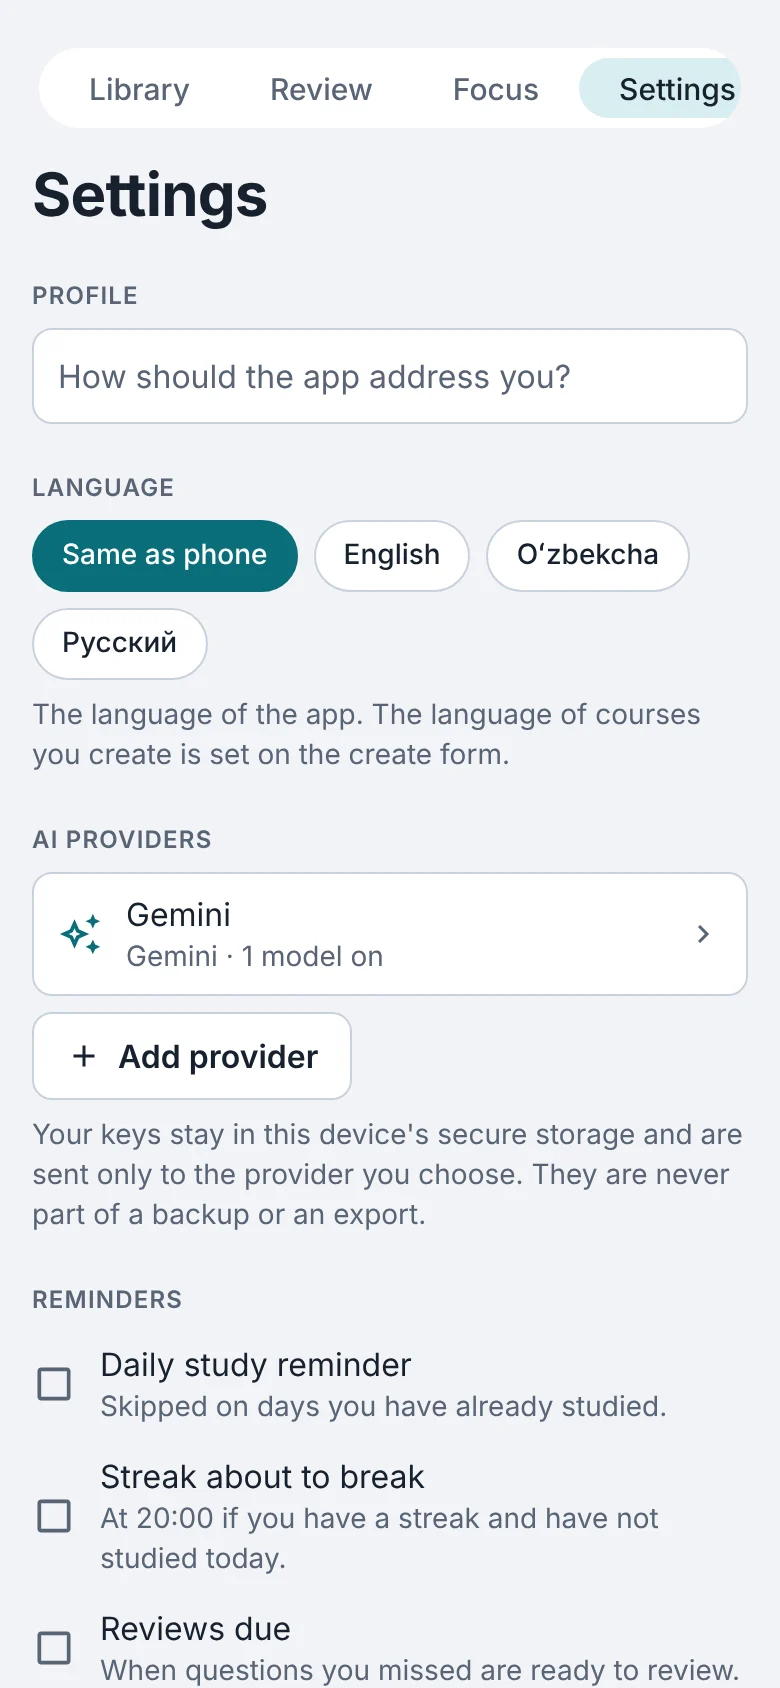 Library Review Focus Settings
Settings
PROFILE
How should the app address you?
LANGUAGE
Same as phone English Oʻzbekcha
Русский
The language of the app. The language of courses
you create is set on the create form.
AI PROVIDERS
Gemini
Gemini · 1 model on
+ Add provider
Your keys stay in this device's secure storage and are
sent only to the provider you choose. They are never
part of a backup or an export.
REMINDERS
Daily study reminder
Skipped on days you have already studied.
Streak about to break
At 20:00 if you have a streak and have not
studied today.
Reviews due
When questions you missed are ready to review.